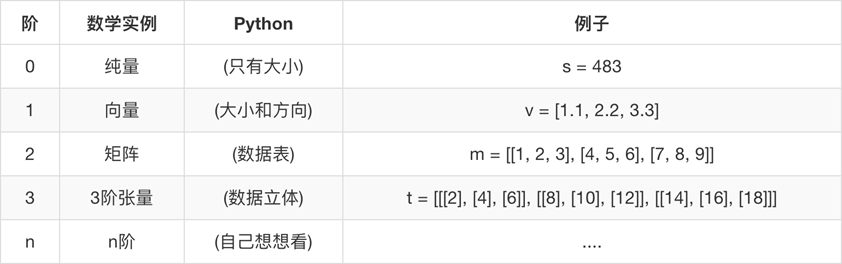 阶 数学实例 Python 例子
0 纯量 (只有大小) s = 483
1 向量 (大小和方向) v = [1.1, 2.2, 3.3]
2 矩阵 (数据表) m = [[1, 2, 3], [4, 5, 6], [7, 8, 9]]
3 3阶张量 (数据立体) t = [[[2], [4], [6]], [[8], [10], [12]], [[14], [16], [18]]]
n n阶 (自己想想看) ....